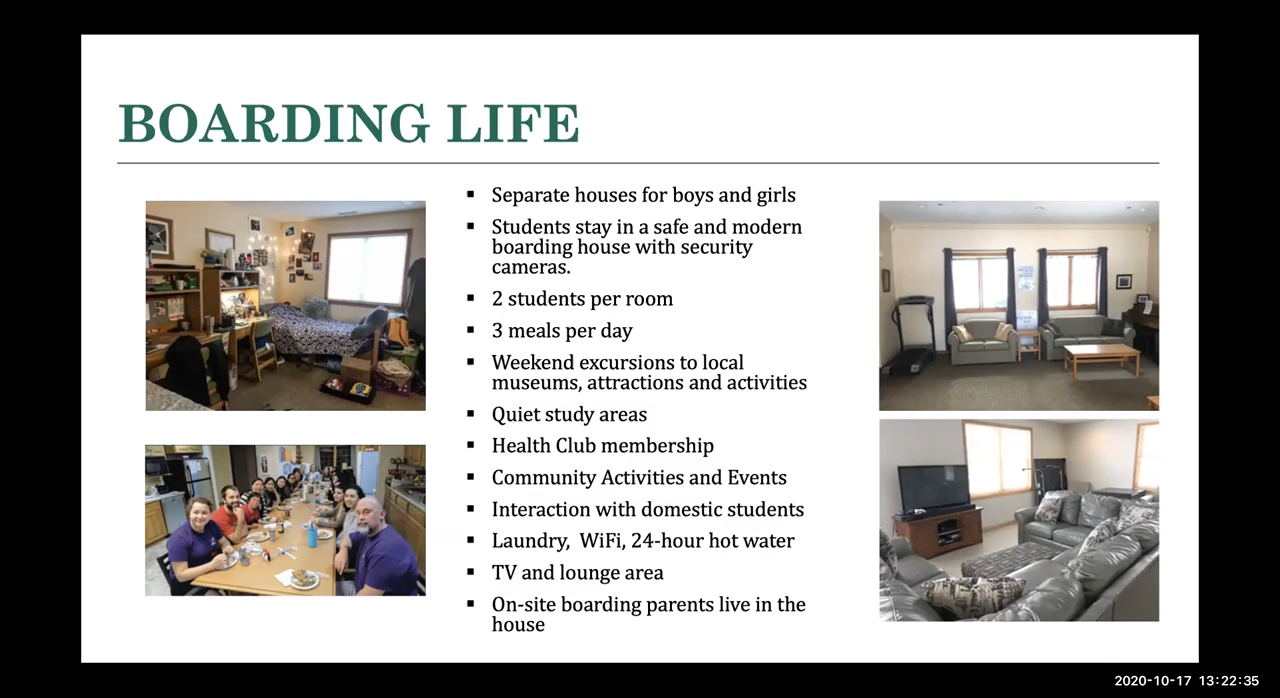 BOARDING LIFE
▪ Separate houses for boys and girls
▪ Students stay in a safe and modern
boarding house with security
cameras.
▪ 2 students per room
▪ 3 meals per day
▪ Weekend excursions to local
museums, attractions and activities
▪ Quiet study areas
▪ Health Club membership
▪ Community Activities and Events
▪ Interaction with domestic students
▪ Laundry,  WiFi, 24-hour hot water
▪ TV and lounge area
▪ On-site boarding parents live in the
house
2020-10-17 13:22:35